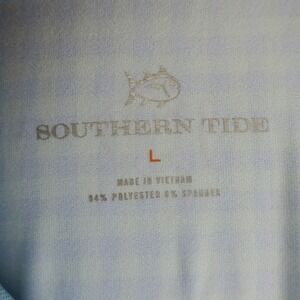 SOUTHERN TIDE
L
MADE IN VIETNAM
94% POLYESTER 6% SPANDEX